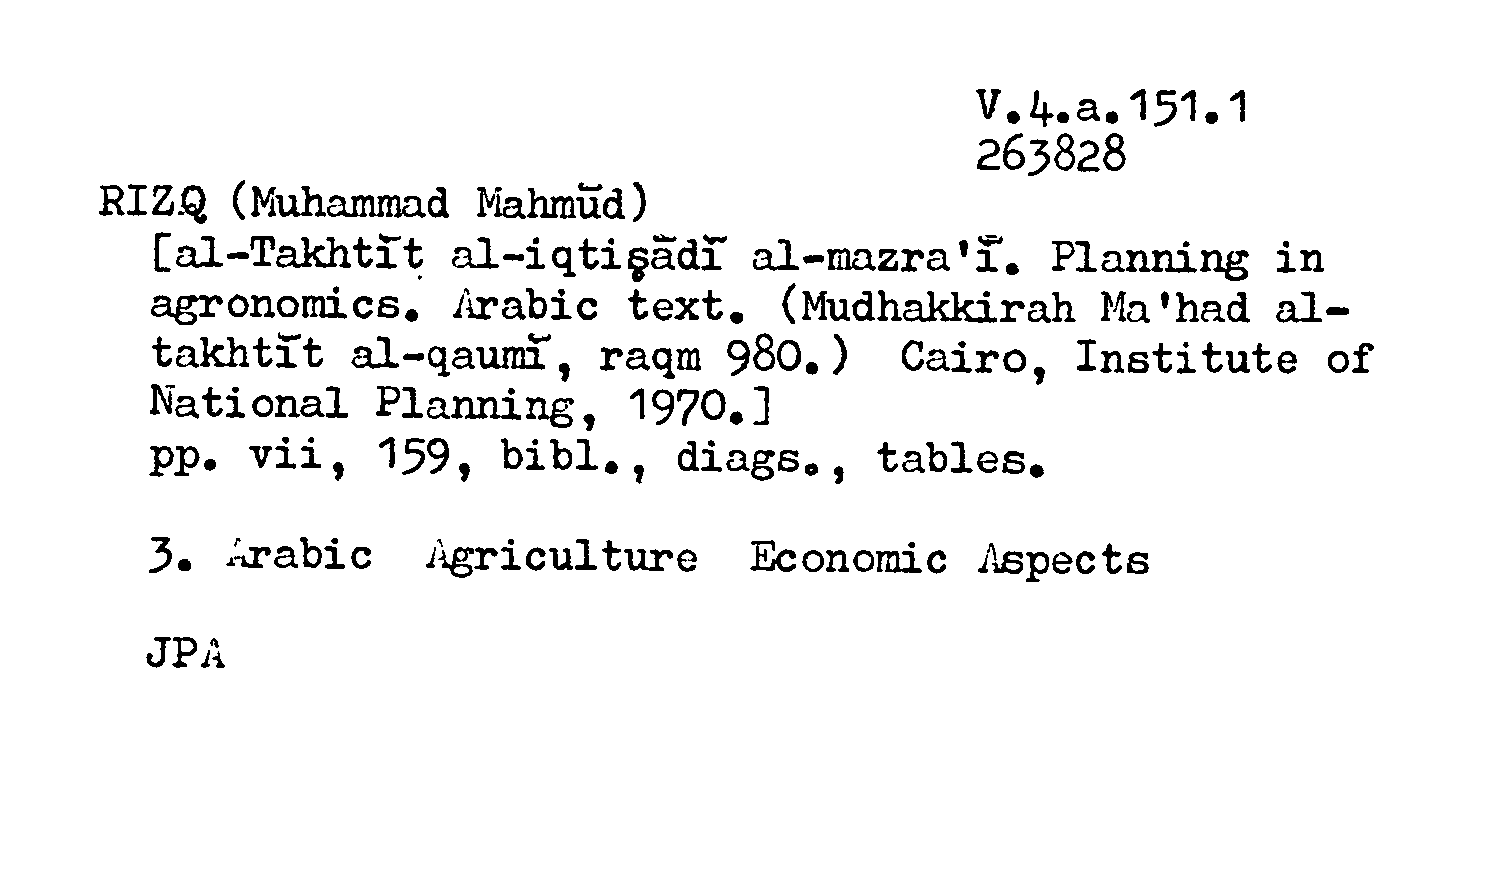 V.4.a.151.1
263828
RIZQ (Muhammad Mahmūd)
[al-Takhtīṭ al-iqtiṣādī al-mazra'ī. Planning in
agronomics. Arabic text. (Mudhakkirah Ma'had al-
takhtīt al-qaumī, raqm 980.) Cairo, Institute of
National Planning, 1970.]
pp. vii, 159, bibl., diags., tables.
3. Arabic Agriculture Economic Aspects
JPA